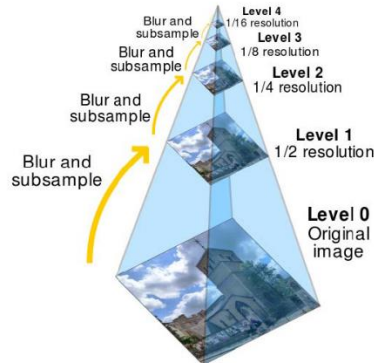 Level 4
1/16 resolution
Blur and
subsample
Level 3
1/8 resolution
Blur and
subsample
Level 2
1/4 resolution
Blur and
subsample
Level 1
1/2 resolution
Blur and
subsample
Level 0
Original
image